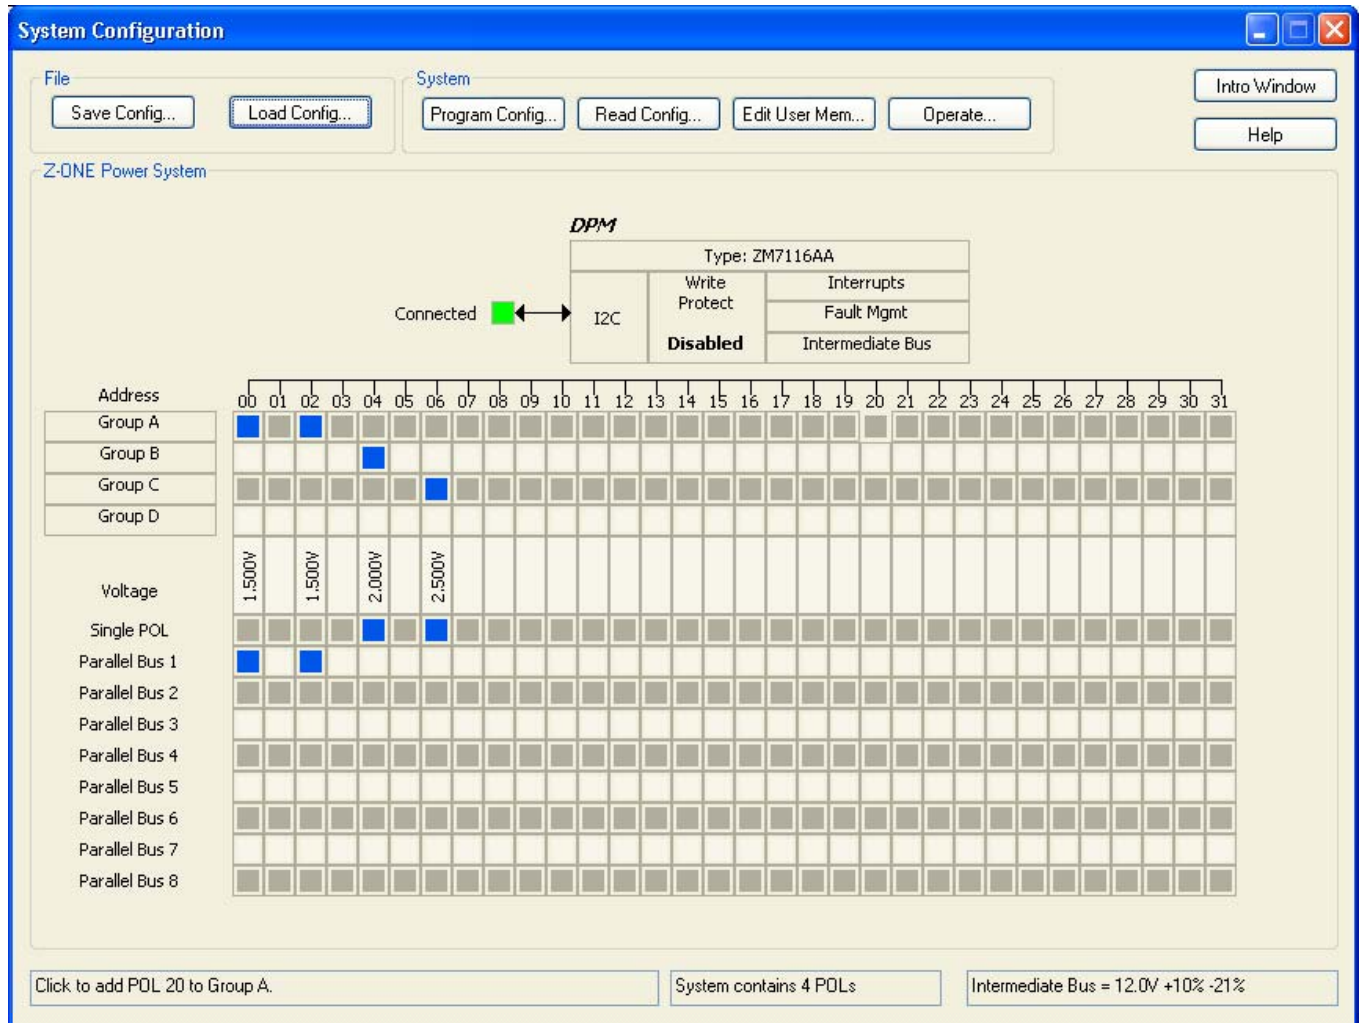 System Configuration
File
Save Config...
Load Config...
System
Program Config...
Read Config...
Edit User Mem...
Operate...
Intro Window
Help
Z-ONE Power System
DPM
Type: ZM7116AA
Connected
I2C
Write
Protect
Disabled
Interrupts
Fault Mgmt
Intermediate Bus
Address
00 01 02 03 04 05 06 07 08 09 10 11 12 13 14 15 16 17 18 19 20 21 22 23 24 25 26 27 28 29 30 31
Group A
Group B
Group C
Group D
Voltage
1.500V
1.500V
2.000V
2.500V
Single POL
Parallel Bus 1
Parallel Bus 2
Parallel Bus 3
Parallel Bus 4
Parallel Bus 5
Parallel Bus 6
Parallel Bus 7
Parallel Bus 8
Click to add POL 20 to Group A.
System contains 4 POLs
Intermediate Bus = 12.0V +10% -21%